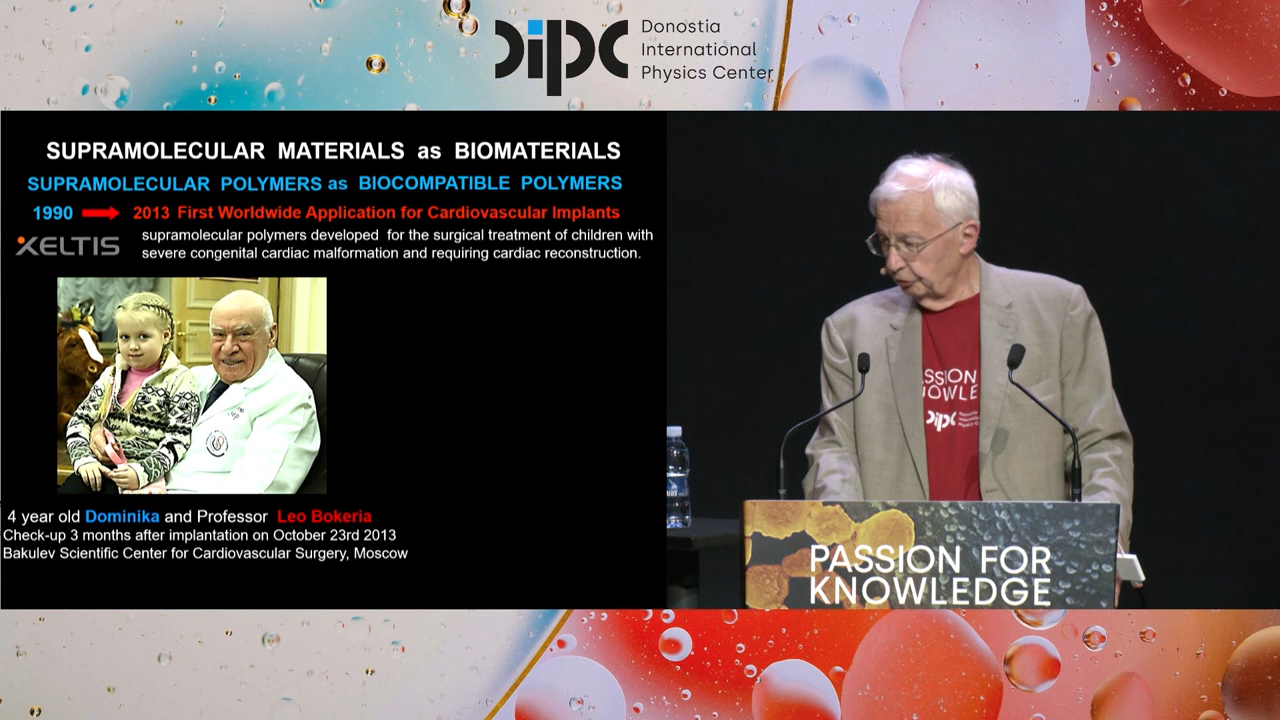 DIPC
Donostia
International
Physics Center
SUPRAMOLECULAR MATERIALS as BIOMATERIALS
SUPRAMOLECULAR POLYMERS as BIOCOMPATIBLE POLYMERS
1990 2013 First Worldwide Application for Cardiovascular Implants
XELTIS
supramolecular polymers developed for the surgical treatment of children with
severe congenital cardiac malformation and requiring cardiac reconstruction.
4 year old Dominika and Professor Leo Bokeria
Check-up 3 months after implantation on October 23rd 2013
Bakulev Scientific Center for Cardiovascular Surgery, Moscow
SSION
NOWLE
DIPC
PASSION FOR
KNOWLEDGE